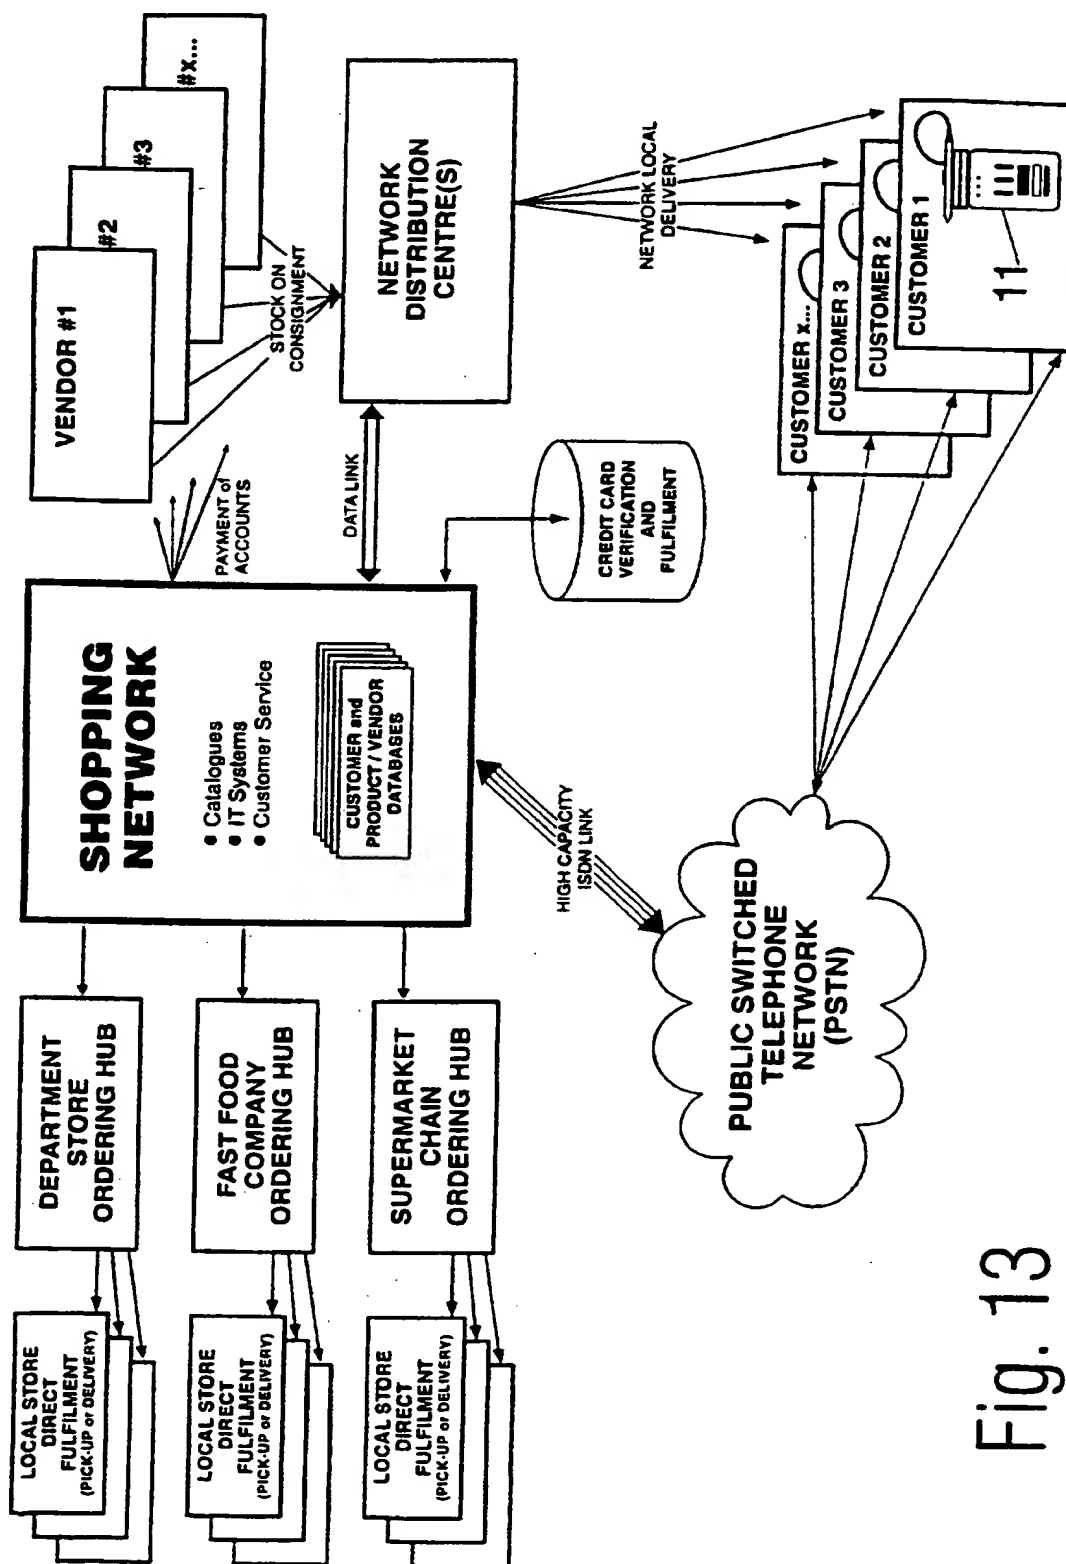 LOCAL STORE
DIRECT
FULFILMENT
(PICK-UP or DELIVERY)
LOCAL STORE
DIRECT
FULFILMENT
(PICK-UP or DELIVERY)
LOCAL STORE
DIRECT
FULFILMENT
(PICK-UP or DELIVERY)
DEPARTMENT
STORE
ORDERING HUB
FAST FOOD
COMPANY
ORDERING HUB
SUPERMARKET
CHAIN
ORDERING HUB
SHOPPING
NETWORK
• Catalogues
• IT Systems
• Customer Service
CUSTOMER and
PRODUCT / VENDOR
DATABASES
PAYMENT of
ACCOUNTS
VENDOR #1
#2
#3
#x...
STOCK ON
CONSIGNMENT
DATA LINK
NETWORK
DISTRIBUTION
CENTRE(S)
CREDIT CARD
VERIFICATION
AND
FULFILMENT
HIGH CAPACITY
ISDN LINK
NETWORK LOCAL
DELIVERY
PUBLIC SWITCHED
TELEPHONE
NETWORK
(PSTN)
CUSTOMER x...
CUSTOMER 3
CUSTOMER 2
CUSTOMER 1
11
Fig. 13